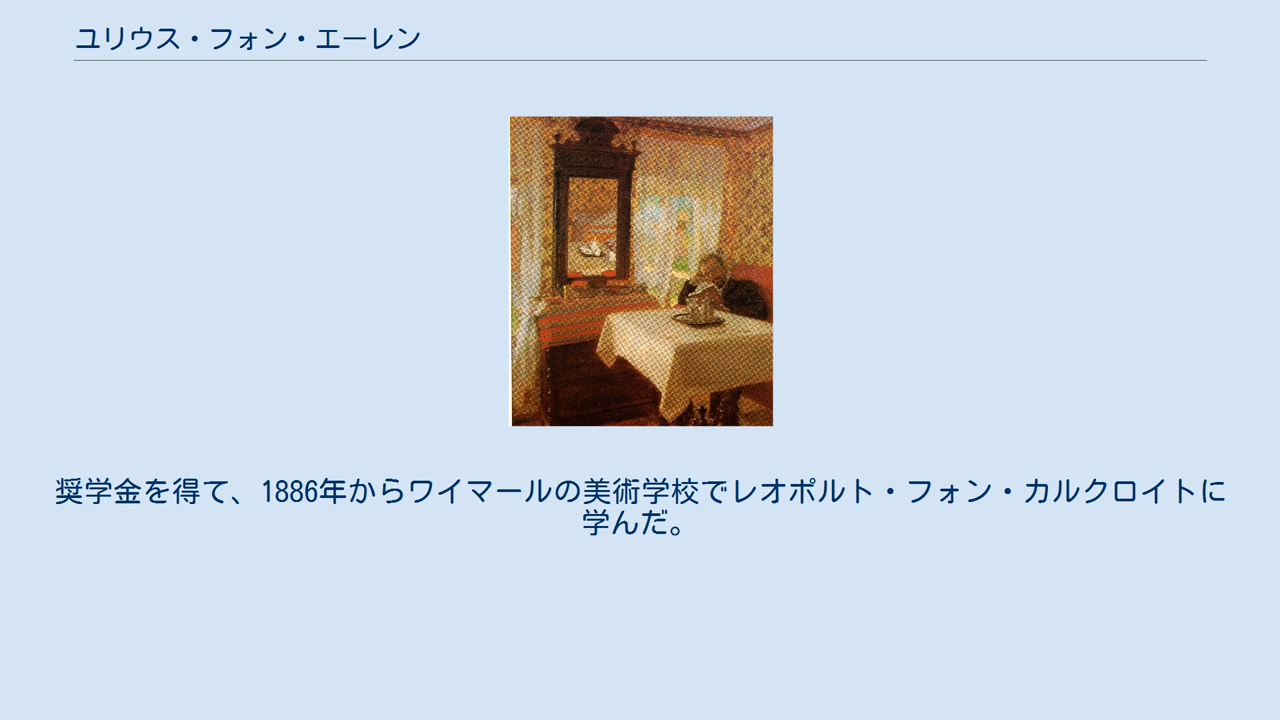 ユリウス・フォン・エーレン
奨学金を得て、1886年からワイマールの美術学校でレオポルト・フォン・カルクロイトに
学んだ。